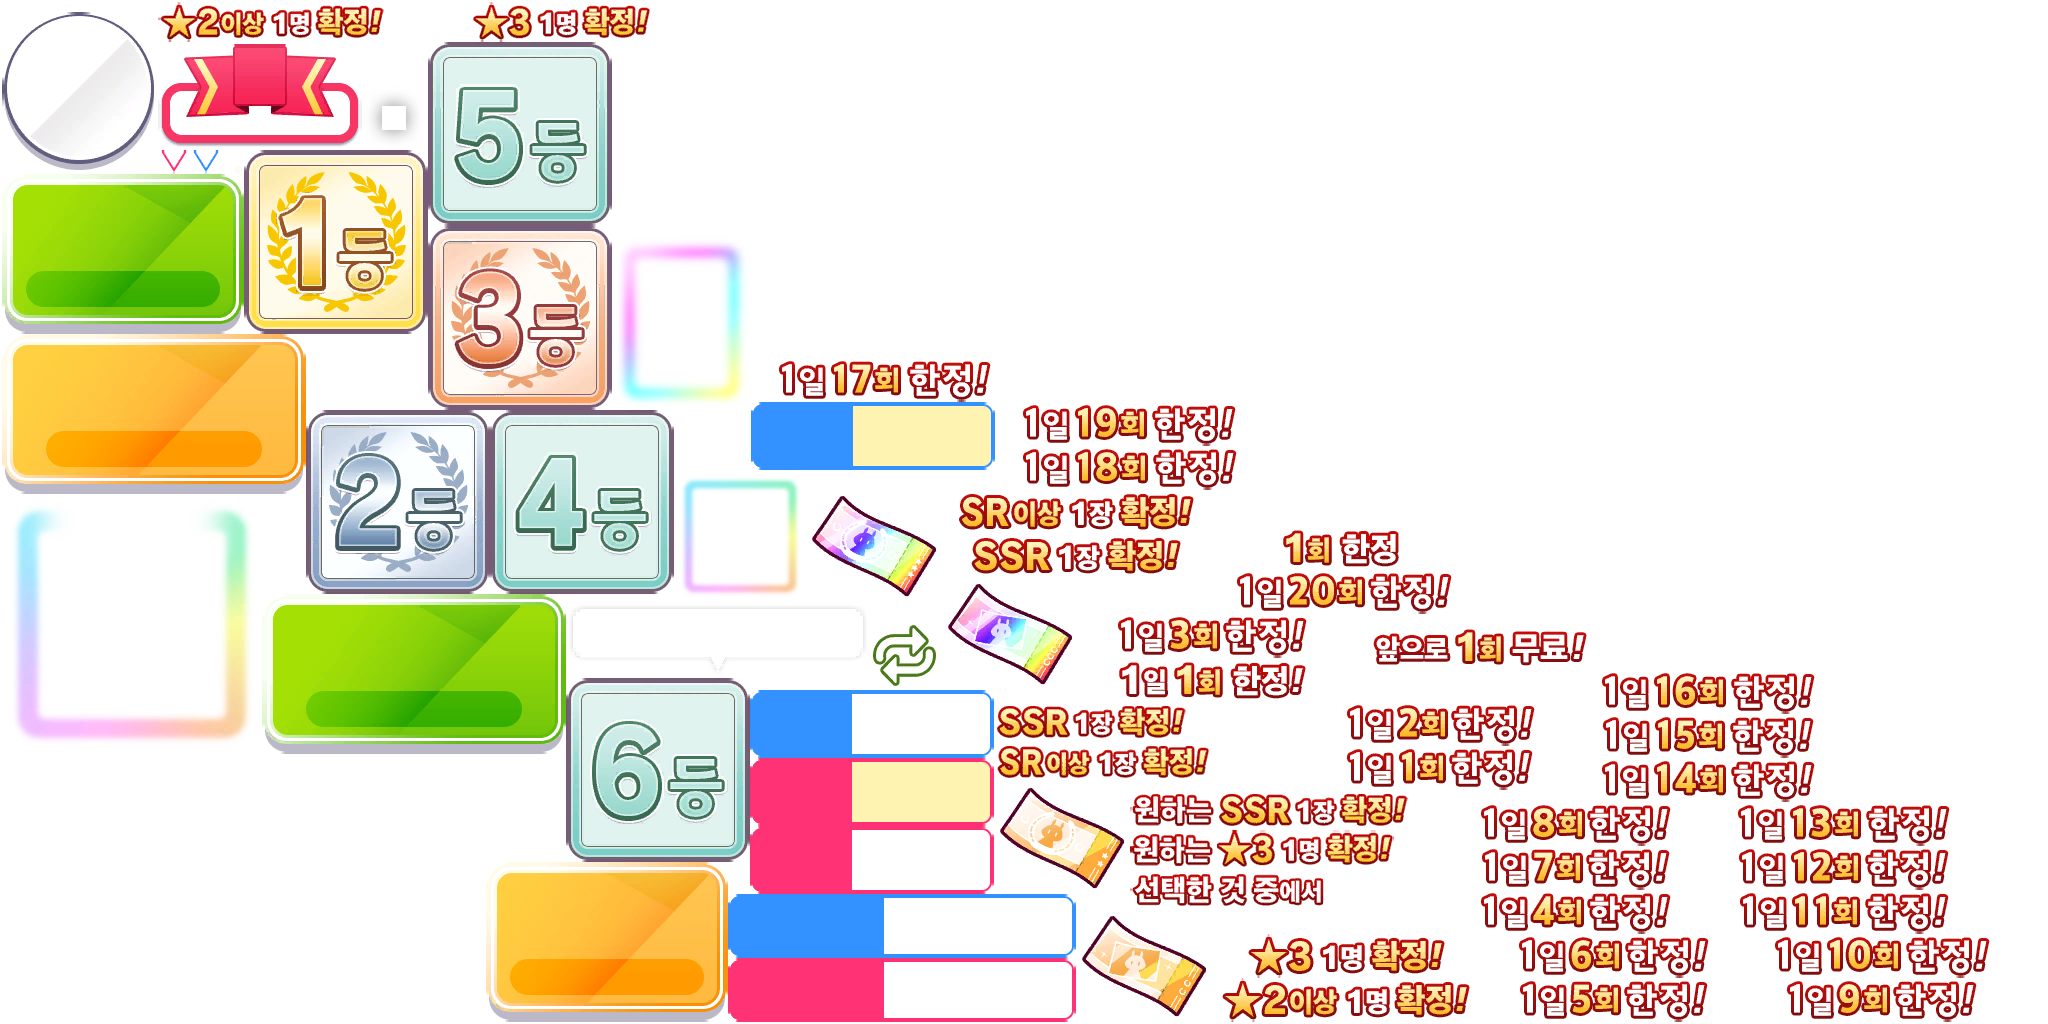 ★2이상 1명 확정!
★3 1명 확정!
5등
1등
3등
1일 17회 한정!
1일 19회 한정!
1일 18회 한정!
2등
4등
SR이상 1장 확정!
SSR 1장 확정!
1회 한정
1일 20회 한정!
1일 3회 한정!
앞으로 1회 무료!
1일 1회 한정!
6등
SSR 1장 확정!
SR이상 1장 확정!
1일 2회 한정!
1일 1회 한정!
1일 16회 한정!
1일 15회 한정!
1일 14회 한정!
원하는 SSR 1장 확정!
원하는 ★3 1명 확정!
선택한 것 중에서
1일 8회 한정!
1일 13회 한정!
1일 7회 한정!
1일 12회 한정!
1일 4회 한정!
1일 11회 한정!
★3 1명 확정!
1일 6회 한정!
1일 10회 한정!
★2이상 1명 확정!
1일 5회 한정!
1일 9회 한정!